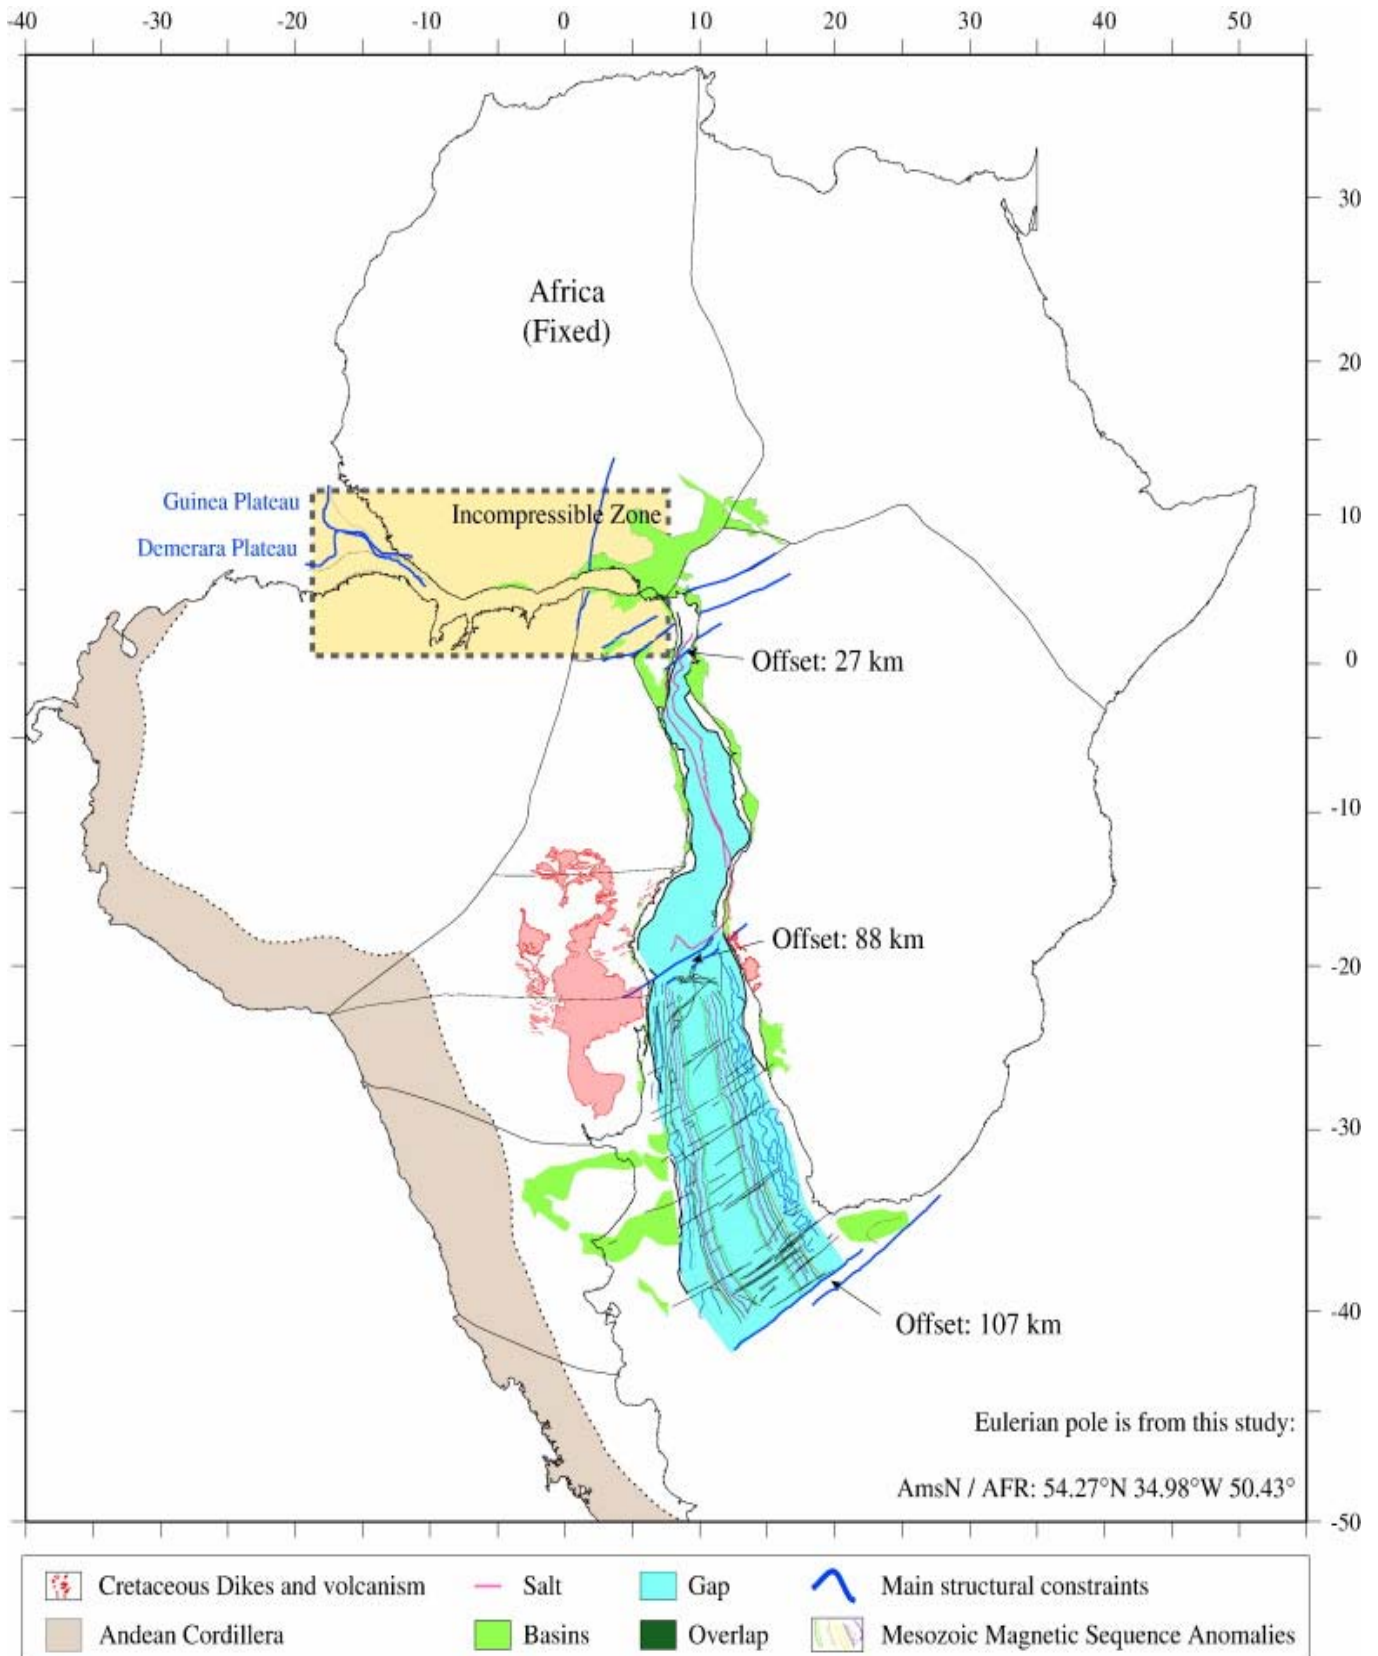 -40 -30 -20 -10 0 10 20 30 40 50
Africa
(Fixed)
30
20
10
0
-10
-20
-30
-40
-50
Guinea Plateau
Demerara Plateau
Incompressible Zone
Offset: 27 km
Offset: 88 km
Offset: 107 km
Eulerian pole is from this study:
AmsN / AFR: 54.27°N 34.98°W 50.43°
Cretaceous Dikes and volcanism
Salt
Gap
Main structural constraints
Andean Cordillera
Basins
Overlap
Mesozoic Magnetic Sequence Anomalies